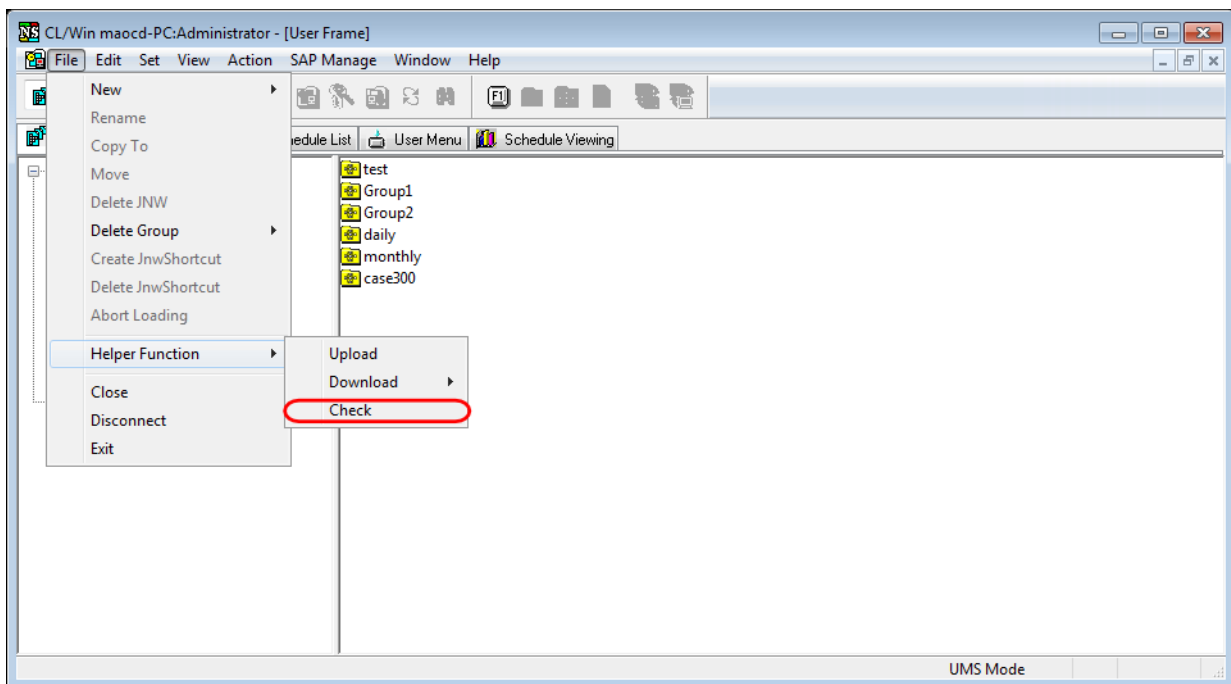 NS CL/Win maocd-PC:Administrator - [User Frame]
File Edit Set View Action SAP Manage Window Help
New
F1
Rename
Copy To
edule List User Menu Schedule Viewing
Move
test
Delete JNW
Group1
Group2
Delete Group
daily
Create JnwShortcut
monthly
Delete JnwShortcut
case300
Abort Loading
Helper Function
Upload
Download
Close
Check
Disconnect
Exit
UMS Mode